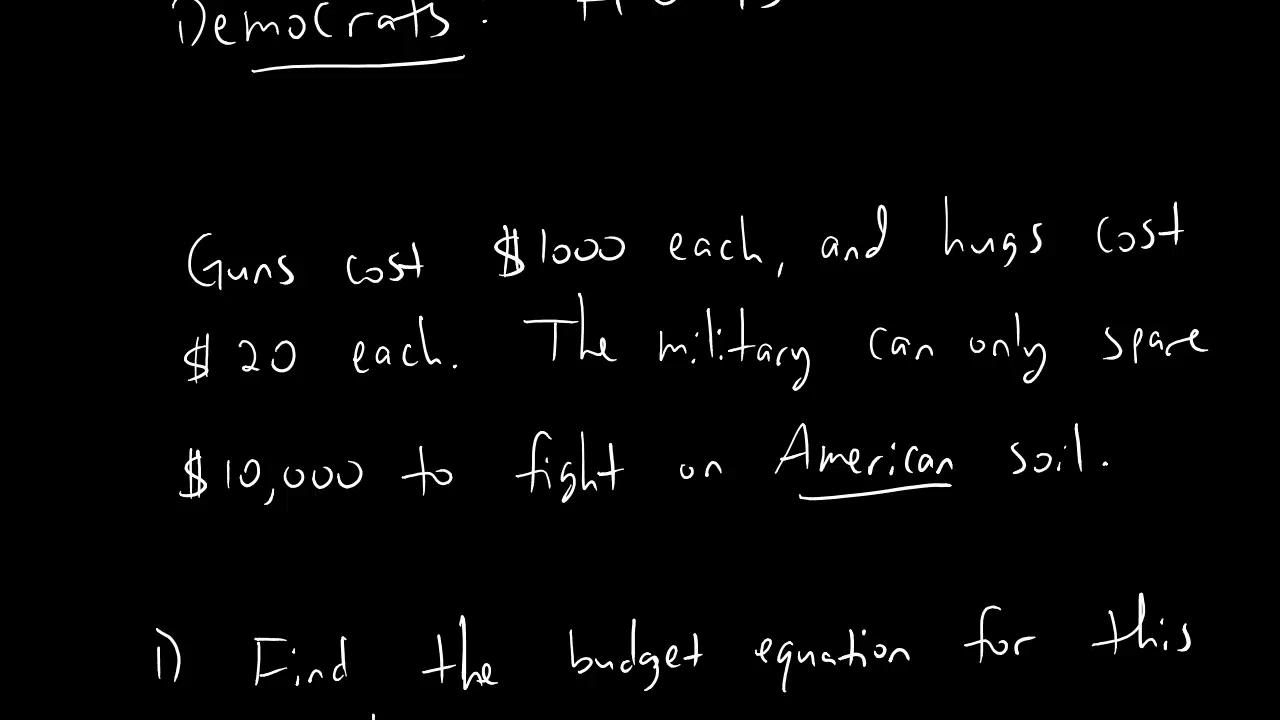 Democrats:
Guns cost $1000 each, and hugs cost
$20 each. The military can only spare
$10,000 to fight on American soil.
1) Find the budget equation for this